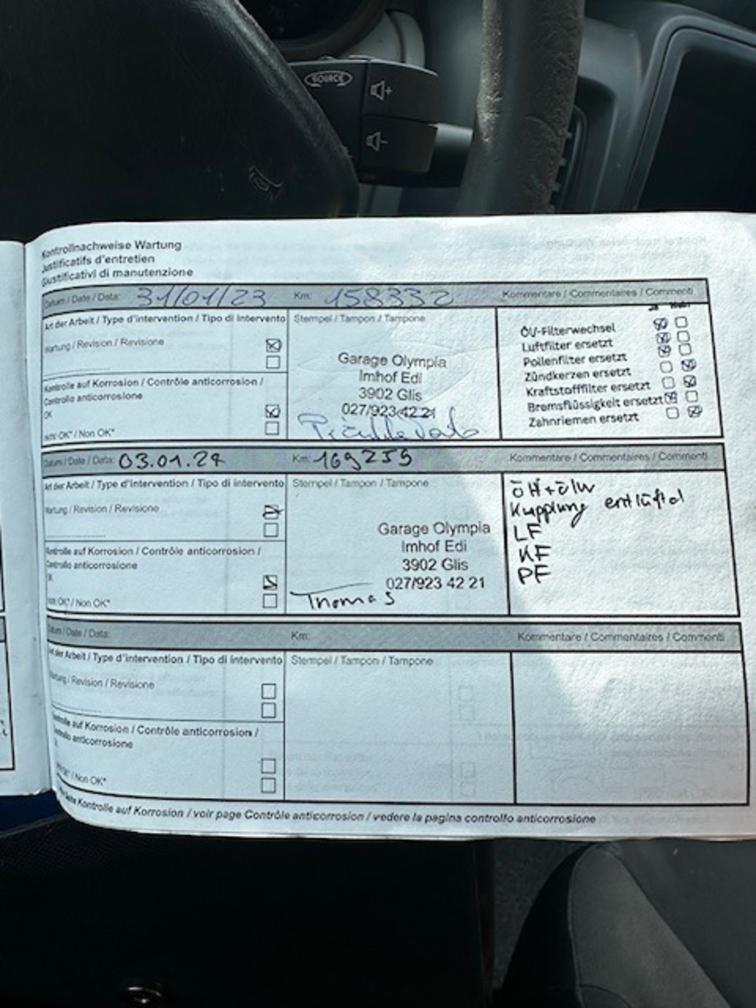 SOURCE
Kontrollnachweise Wartung
Justificatifs d'entretien
Giustificativi di manutenzione
Datum / Date / Data: 31/01/23 Km: 158332 Kommentare / Commentaires / Commenti
Art der Arbeit / Type d'intervention / Tipo di intervento Stempel / Tampon / Tampone
Wartung / Revision / Revisione
Kontrolle auf Korrosion / Contrôle anticorrosion /
Controllo anticorrosione
OK
nicht OK* / Non OK*
Garage Olympia
Imhof Edi
3902 Glis
027/923 42 21
Öl/-Filterwechsel
Luftfilter ersetzt
Pollenfilter ersetzt
Zündkerzen ersetzt
Kraftstofffilter ersetzt
Bremsflüssigkeit ersetzt
Zahnriemen ersetzt
Datum / Date / Data: 03.01.24 Km: 169255 Kommentare / Commentaires / Commenti
Art der Arbeit / Type d'intervention / Tipo di intervento Stempel / Tampon / Tampone
Wartung / Revision / Revisione
Kontrolle auf Korrosion / Contrôle anticorrosion /
Controllo anticorrosione
nicht OK* / Non OK*
Garage Olympia
Imhof Edi
3902 Glis
027/923 42 21
Thomas
Kupplung entlüftet
LF
KF
PF
Datum / Date / Data: Km: Kommentare / Commentaires / Commenti
Art der Arbeit / Type d'intervention / Tipo di intervento Stempel / Tampon / Tampone
Wartung / Revision / Revisione
Kontrolle auf Korrosion / Contrôle anticorrosion /
Controllo anticorrosione
nicht OK* / Non OK*
Seite Kontrolle auf Korrosion / voir page Contrôle anticorrosion / vedere la pagina controllo anticorrosione